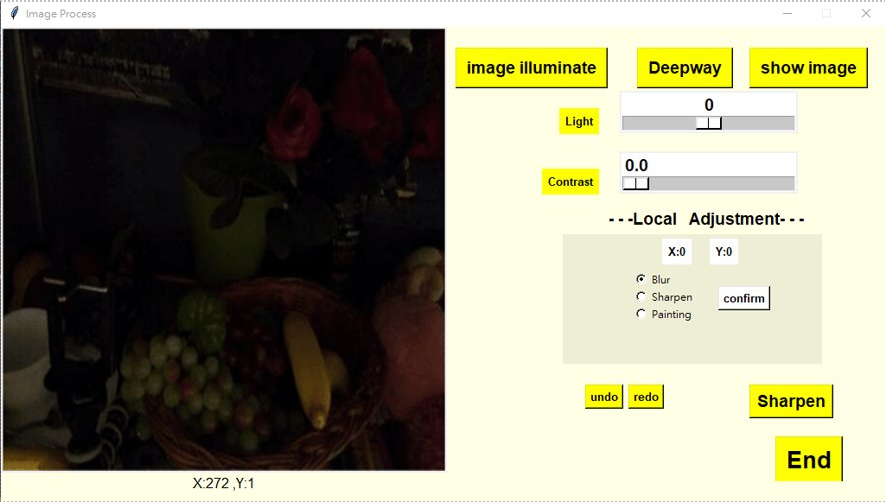 Image Process
image illuminate Deepway show image
0
Light
0.0
Contrast
- - -Local Adjustment- - -
X:0 Y:0
Blur
Sharpen confirm
Painting
undo redo Sharpen
End
X:272 ,Y:1